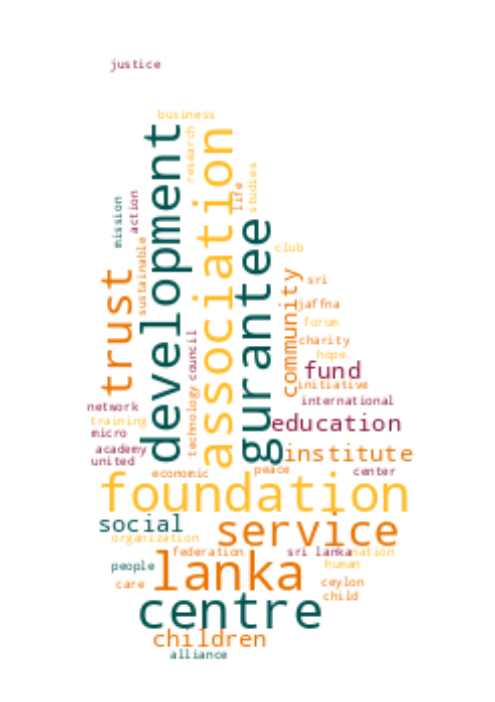 justice
business
development
research
association
life
studies
mission
action
sustainable
gurantee
club
trust
community
sri
jaffna
forum
council
charity
hope
fund
technology
initiative
network
international
training
education
micro
academy
institute
united
economic
peace
center
foundation
social
service
organization
federation
sri lanka
nation
people
lanka
human
care
ceylon
child
centre
children
alliance